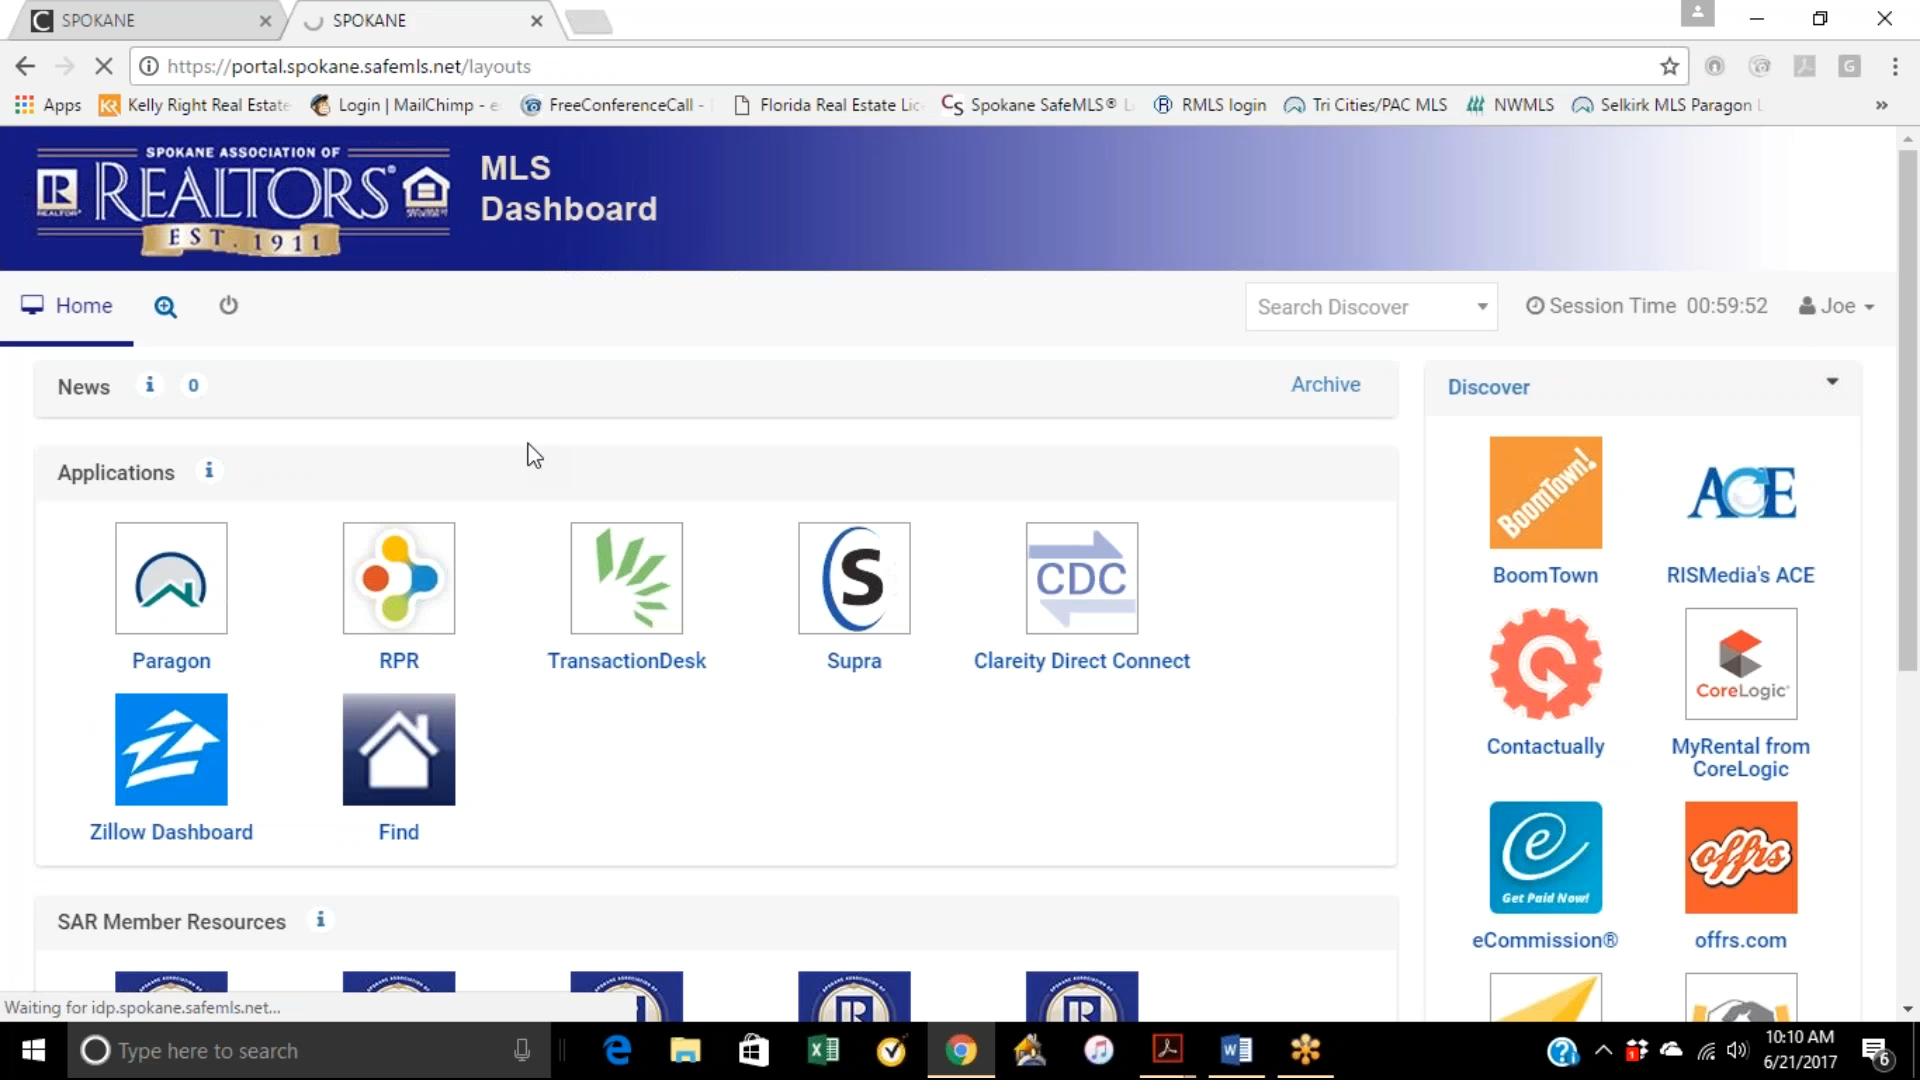 SPOKANE
SPOKANE
https://portal.spokane.safemls.net/layouts
Apps
Kelly Right Real Estate
Login | MailChimp - e
FreeConferenceCall -
Florida Real Estate Lic
Spokane SafeMLS® L
RMLS login
Tri Cities/PAC MLS
NWMLS
Selkirk MLS Paragon L
»
SPOKANE ASSOCIATION OF
REALTORS®
REALTOR®
EST. 1911
MLS
Dashboard
Home
Search Discover
Session Time 00:59:52
Joe
News i 0
Archive
Discover
Applications i
BoomTown!
ACE
S
CDC
BoomTown
RISMedia's ACE
Paragon
RPR
TransactionDesk
Supra
Clareity Direct Connect
CoreLogic
Contactually
MyRental from
CoreLogic
Zillow Dashboard
Find
e
Get Paid Now!
offrs
SAR Member Resources i
eCommission®
offrs.com
Waiting for idp.spokane.safemls.net...
Type here to search
10:10 AM
6/21/2017
6